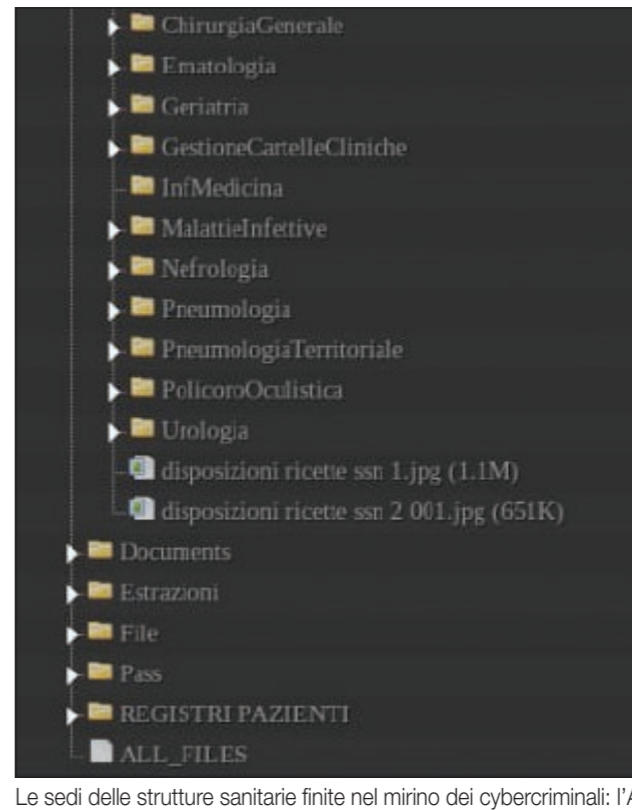 ChirurgiaGenerale
Ematologia
Geriatria
GestioneCartelleCliniche
InfMedicina
MalattieInfettive
Nefrologia
Pneumologia
PneumologiaTerritoriale
PolicoroOculistica
Urologia
disposizioni ricette ssn 1.jpg (1.1M)
disposizioni ricette ssn 2 001.jpg (651K)
Documents
Estrazioni
File
Pass
REGISTRI PAZIENTI
ALL_FILES
Le sedi delle strutture sanitarie finite nel mirino dei cybercriminali: l'A